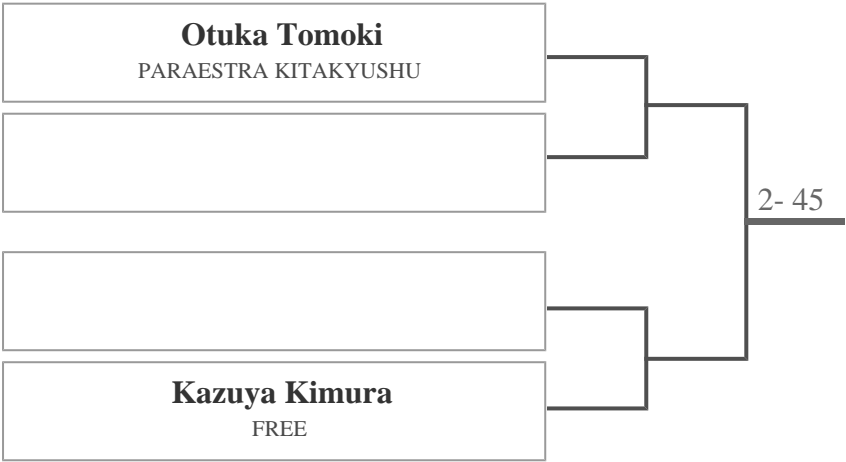 Otuka Tomoki
PARAESTRA KITAKYUSHU
2- 45
Kazuya Kimura
FREE